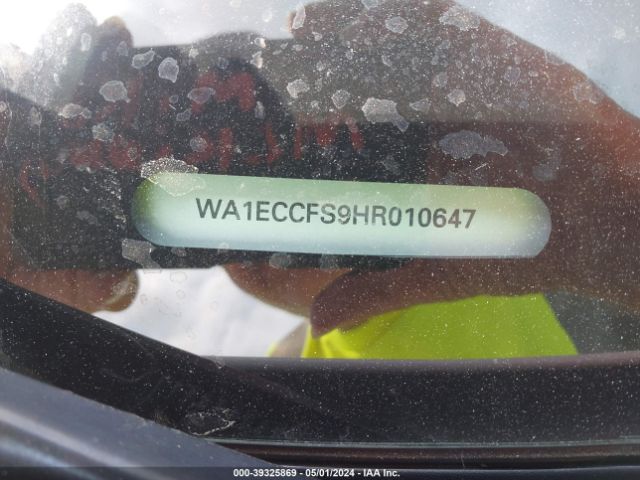 WA1ECCFS9HR010647
000-39325869 - 05/01/2024 - IAA Inc.